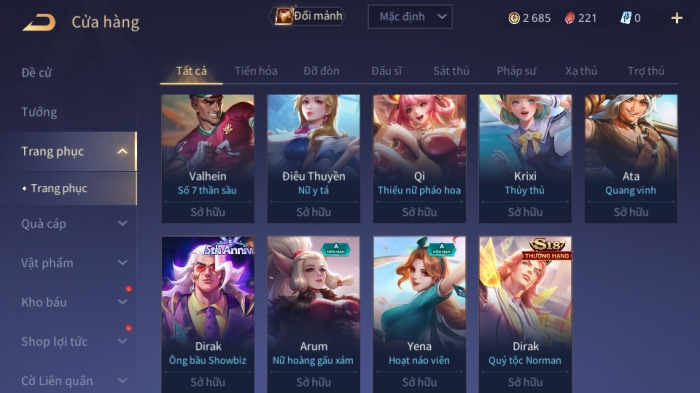 Cửa hàng
Đổi mảnh
Mặc định
2 685
221
0
Đề cử
Tướng
Trang phục
Trang phục
Quà cáp
Vật phẩm
Kho báu
Shop lợi tức
Cờ Liên quân
Tất cả
Tiến hóa
Đỡ đòn
Đấu sĩ
Sát thủ
Pháp sư
Xạ thủ
Trợ thủ
Valhein
Số 7 thần sầu
Sở hữu
Điêu Thuyền
Nữ y tá
Sở hữu
Qi
Thiếu nữ pháo hoa
Sở hữu
Krixi
Thủy thủ
Sở hữu
Ata
Quang vinh
Sở hữu
5th Anniv
Dirak
Ông bầu Showbiz
Sở hữu
A
HỮU HẠN
Arum
Nữ hoàng gấu xám
Sở hữu
A
HỮU HẠN
Yena
Hoạt náo viên
Sở hữu
S18
THƯỞNG HẠNG
Dirak
Quý tộc Norman
Sở hữu